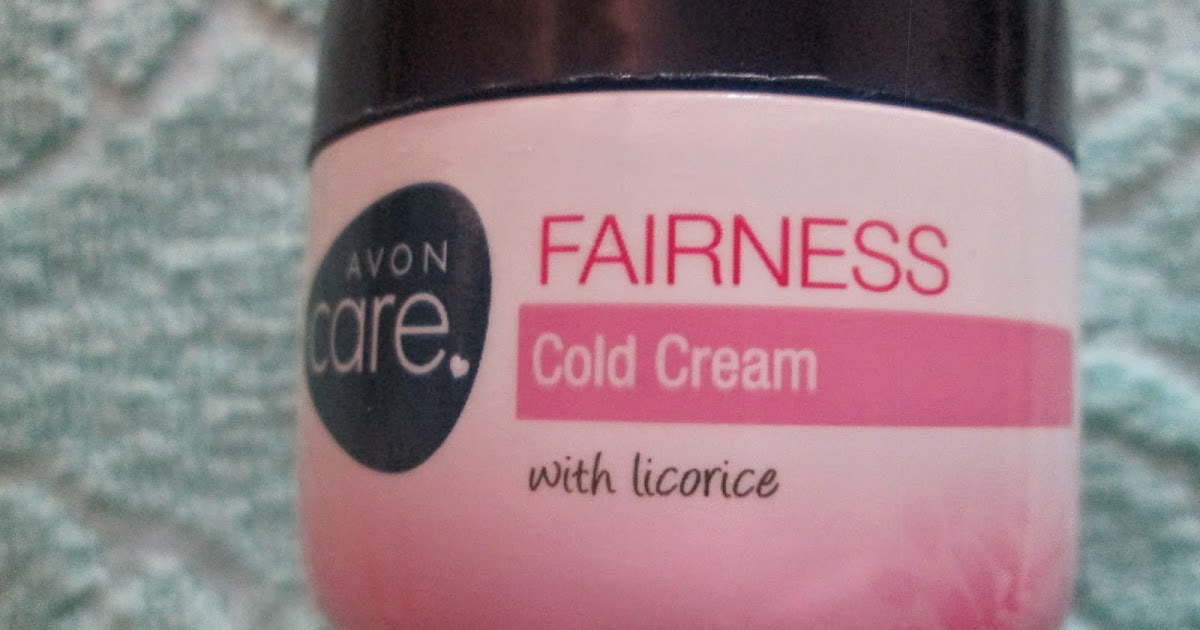 AVON
care.
FAIRNESS
Cold Cream
with licorice